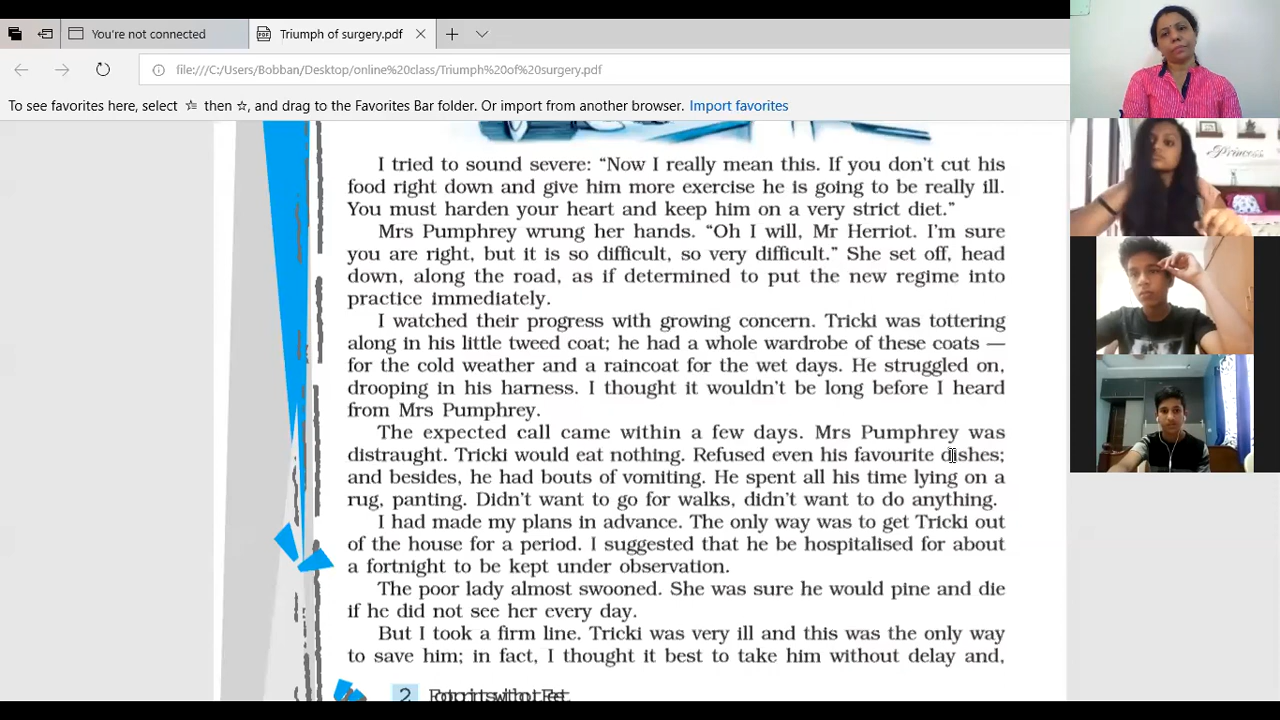 You're not connected
Triumph of surgery.pdf
file:///C:/Users/Bobban/Desktop/online%20class/Triumph%20of%20surgery.pdf
To see favorites here, select ☆ then ☆, and drag to the Favorites Bar folder. Or import from another browser. Import favorites
I tried to sound severe: “Now I really mean this. If you don’t cut his
food right down and give him more exercise he is going to be really ill.
You must harden your heart and keep him on a very strict diet.”
Mrs Pumphrey wrung her hands. “Oh I will, Mr Herriot. I’m sure
you are right, but it is so difficult, so very difficult.” She set off, head
down, along the road, as if determined to put the new regime into
practice immediately.
I watched their progress with growing concern. Tricki was tottering
along in his little tweed coat; he had a whole wardrobe of these coats —
for the cold weather and a raincoat for the wet days. He struggled on,
drooping in his harness. I thought it wouldn’t be long before I heard
from Mrs Pumphrey.
The expected call came within a few days. Mrs Pumphrey was
distraught. Tricki would eat nothing. Refused even his favourite dishes;
and besides, he had bouts of vomiting. He spent all his time lying on a
rug, panting. Didn’t want to go for walks, didn’t want to do anything.
I had made my plans in advance. The only way was to get Tricki out
of the house for a period. I suggested that he be hospitalised for about
a fortnight to be kept under observation.
The poor lady almost swooned. She was sure he would pine and die
if he did not see her every day.
But I took a firm line. Tricki was very ill and this was the only way
to save him; in fact, I thought it best to take him without delay and,
2
Princess